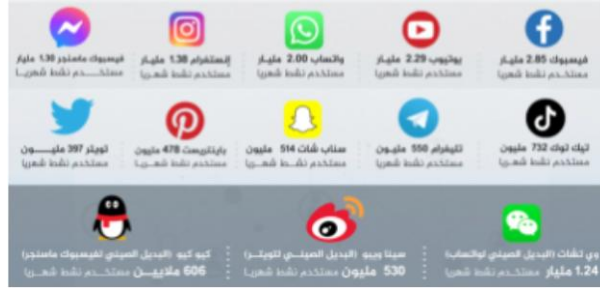 فيسبوك 2.85 مليار
مستخدم نشط شهريا
يوتيوب 2.29 مليار
مستخدم نشط شهريا
واتساب 2.00 مليار
مستخدم نشط شهريا
إنستغرام 1.38 مليار
مستخدم نشط شهريا
فيسبوك ماسنجر 1.30 مليار
مستخدم نشط شهريا
تيك توك 732 مليون
مستخدم نشط شهريا
تليغرام 550 مليون
مستخدم نشط شهريا
سناب شات 514 مليون
مستخدم نشط شهريا
باينتريست 478 مليون
مستخدم نشط شهريا
تويتر 397 مليون
مستخدم نشط شهريا
وي تشات (البديل الصيني لواتساب)
1.24 مليار مستخدم نشط شهريا
سينا ويبو (البديل الصيني لتويتر)
530 مليون مستخدم نشط شهريا
كيو كيو (البديل الصيني لفيسبوك ماسنجر)
606 ملايين مستخدم نشط شهريا